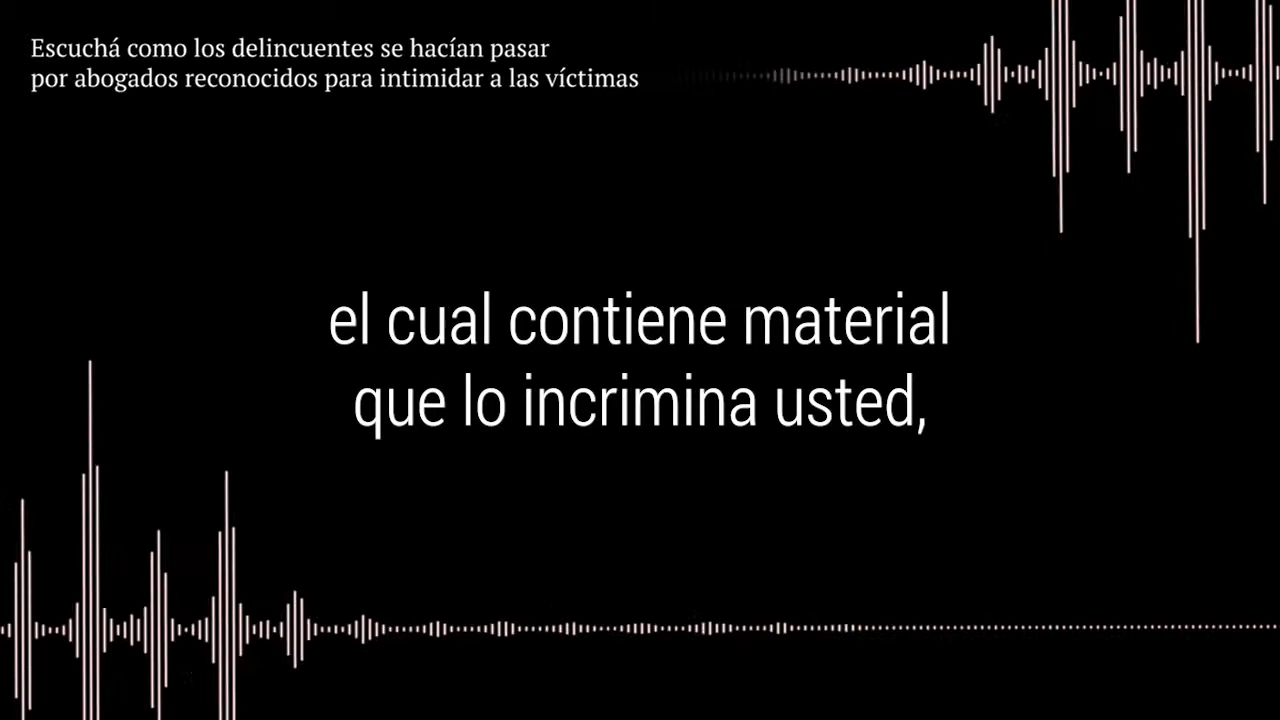 Escuchá como los delincuentes se hacían pasar
por abogados reconocidos para intimidar a las víctimas
el cual contiene material
que lo incrimina usted,